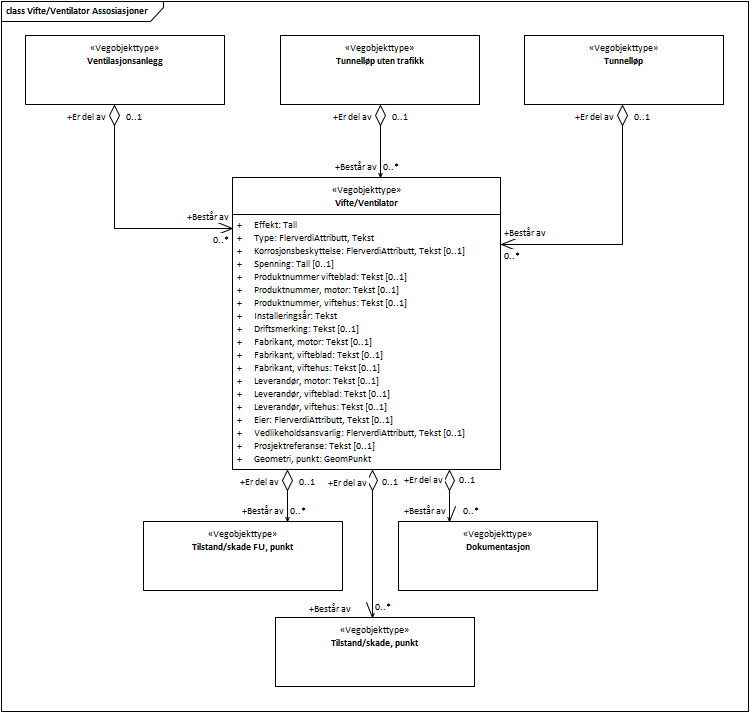 class Vifte/Ventilator Assosiasjoner
«Vegobjekttype»
Ventilasjonsanlegg
«Vegobjekttype»
Tunnelløp uten trafikk
«Vegobjekttype»
Tunnelløp
+Er del av 0..1
+Er del av 0..1
+Er del av 0..1
+Består av 0..*
+Består av
0..*
+Består av
0..*
«Vegobjekttype»
Vifte/Ventilator
+ Effekt: Tall
+ Type: FlerverdiAttributt, Tekst
+ Korrosjonsbeskyttelse: FlerverdiAttributt, Tekst [0..1]
+ Spenning: Tall [0..1]
+ Produktnummer vifteblad: Tekst [0..1]
+ Produktnummer, motor: Tekst [0..1]
+ Produktnummer, viftehus: Tekst [0..1]
+ Installeringsår: Tekst
+ Driftsmerking: Tekst [0..1]
+ Fabrikant, motor: Tekst [0..1]
+ Fabrikant, vifteblad: Tekst [0..1]
+ Fabrikant, viftehus: Tekst [0..1]
+ Leverandør, motor: Tekst [0..1]
+ Leverandør, vifteblad: Tekst [0..1]
+ Leverandør, viftehus: Tekst [0..1]
+ Eier: FlerverdiAttributt, Tekst [0..1]
+ Vedlikeholdsansvarlig: FlerverdiAttributt, Tekst [0..1]
+ Prosjektreferanse: Tekst [0..1]
+ Geometri, punkt: GeomPunkt
+Er del av 0..1
+Er del av 0..1
+Er del av 0..1
+Består av 0..*
+Består av 0..*
«Vegobjekttype»
Tilstand/skade FU, punkt
«Vegobjekttype»
Dokumentasjon
+Består av 0..*
«Vegobjekttype»
Tilstand/skade, punkt